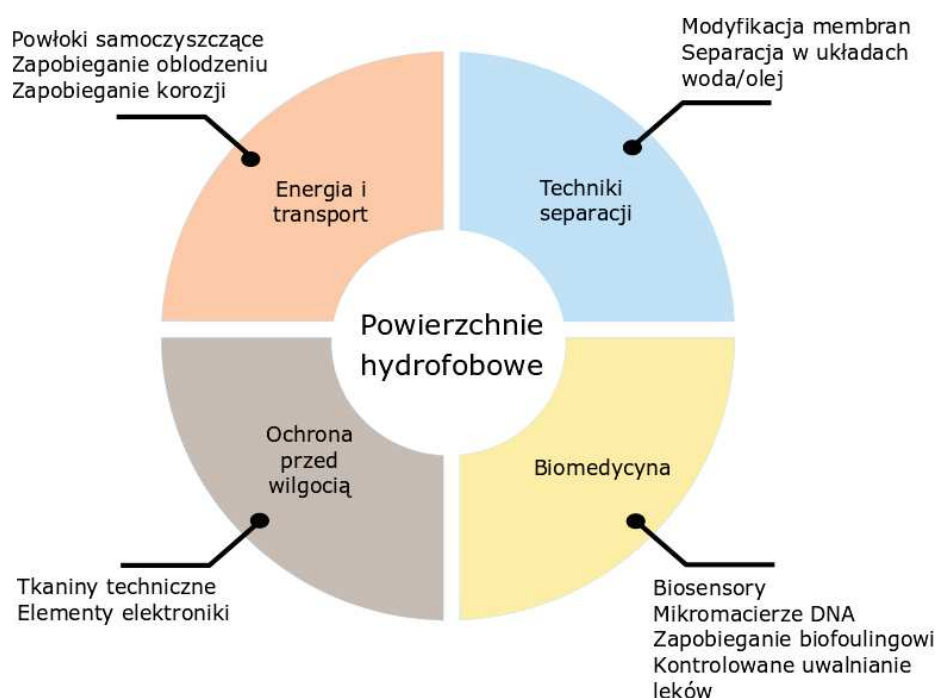 Powłoki samoczyszczące
Zapobieganie oblodzeniu
Zapobieganie korozji
Modyfikacja membran
Separacja w układach
woda/olej
Energia i
transport
Techniki
separacji
Powierzchnie
hydrofobowe
Ochrona
przed
wilgocią
Biomedycyna
Tkaniny techniczne
Elementy elektroniki
Biosensory
Mikromacierze DNA
Zapobieganie biofoulingowi
Kontrolowane uwalnianie
leków